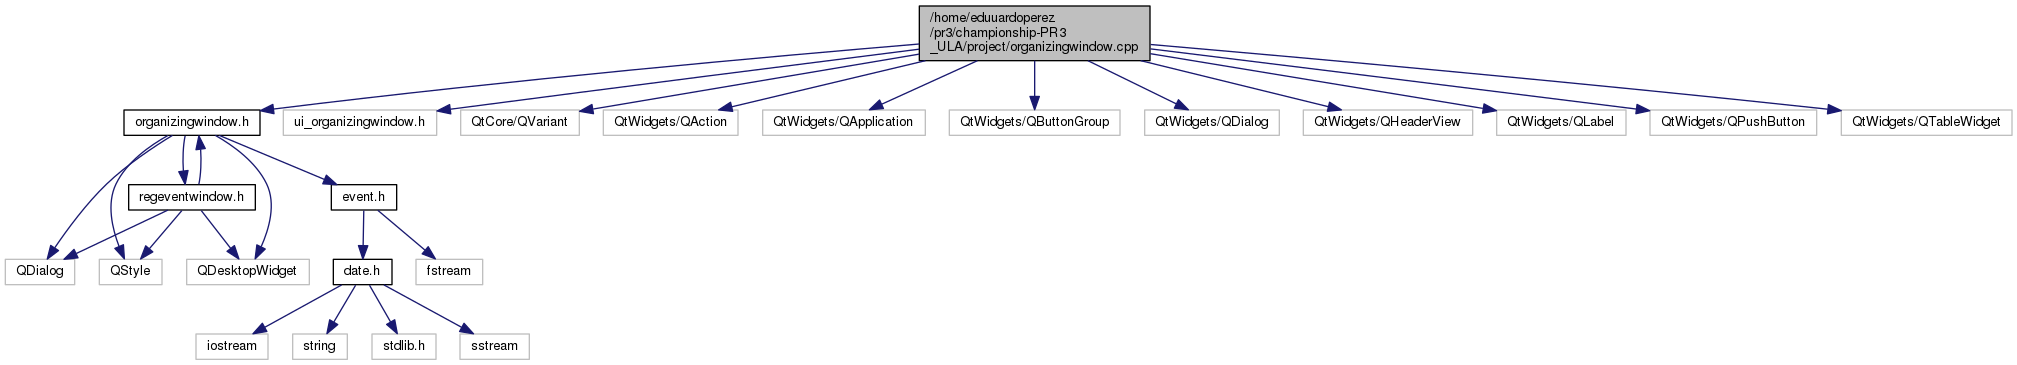 /home/eduuardoperez
/pr3/championship-PR3
_ULA/project/organizingwindow.cpp
organizingwindow.h
ui_organizingwindow.h
QtCore/QVariant
QtWidgets/QAction
QtWidgets/QApplication
QtWidgets/QButtonGroup
QtWidgets/QDialog
QtWidgets/QHeaderView
QtWidgets/QLabel
QtWidgets/QPushButton
QtWidgets/QTableWidget
regeventwindow.h
event.h
QDialog
QStyle
QDesktopWidget
date.h
fstream
iostream
string
stdlib.h
sstream